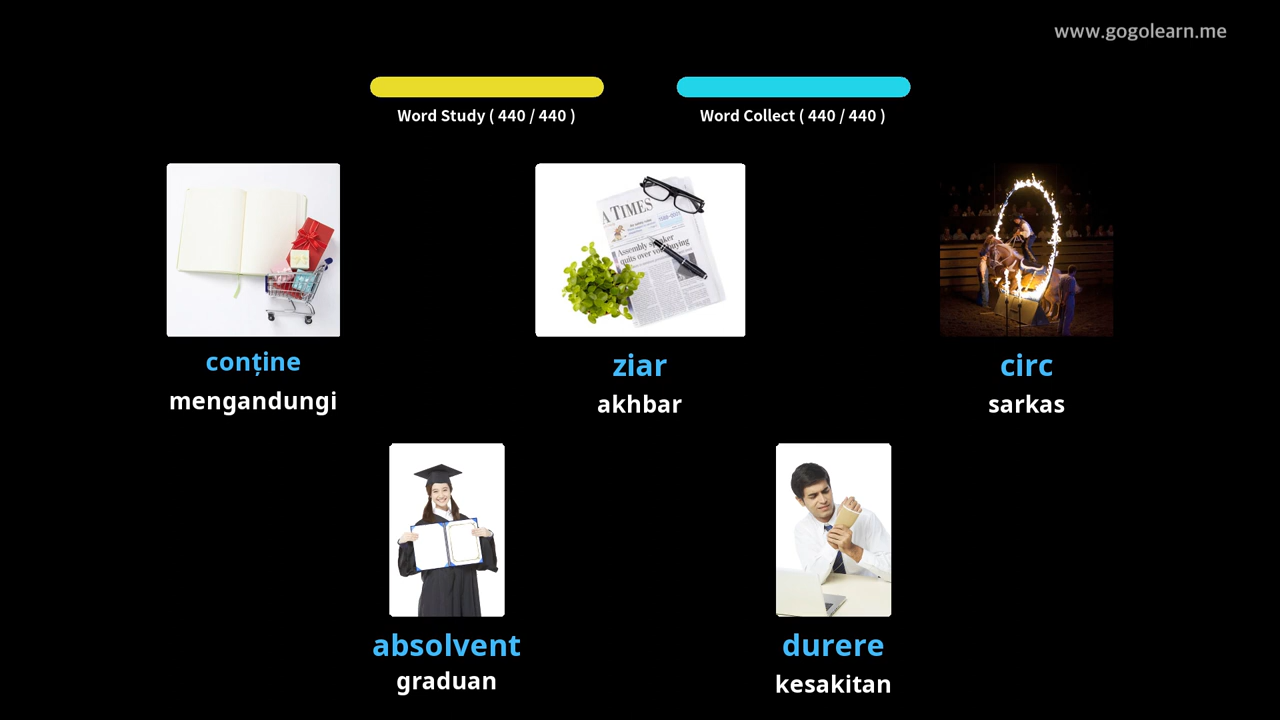 www.gogolearn.me
Word Study ( 440 / 440 )
Word Collect ( 440 / 440 )
A TIMES
conține
mengandungi
ziar
akhbar
circ
sarkas
absolvent
graduan
durere
kesakitan